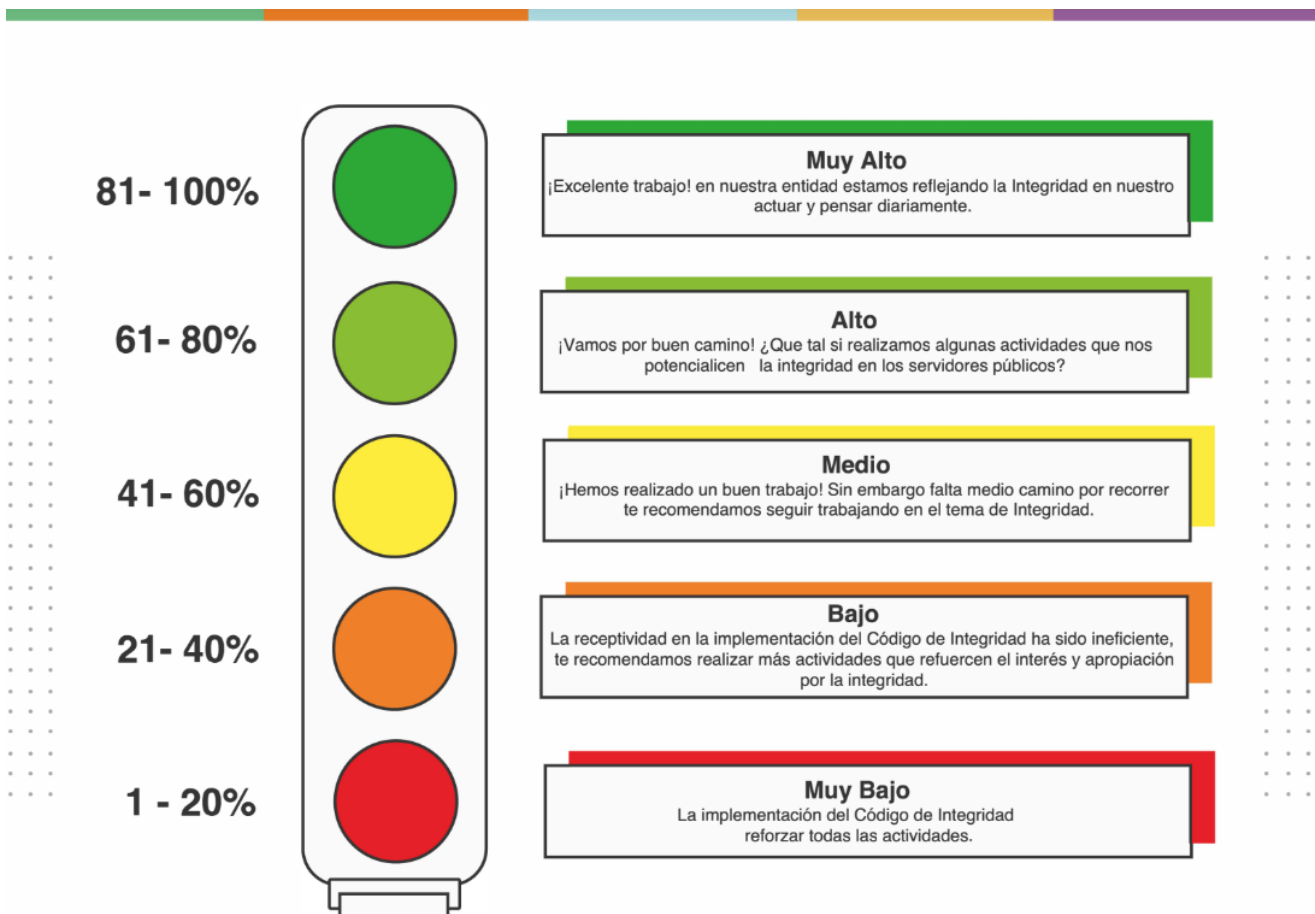 81- 100%
Muy Alto
¡Excelente trabajo! en nuestra entidad estamos reflejando la Integridad en nuestro
actuar y pensar diariamente.
61- 80%
Alto
¡Vamos por buen camino! ¿Que tal si realizamos algunas actividades que nos
potencialicen la integridad en los servidores públicos?
41- 60%
Medio
¡Hemos realizado un buen trabajo! Sin embargo falta medio camino por recorrer
te recomendamos seguir trabajando en el tema de Integridad.
21- 40%
Bajo
La receptividad en la implementación del Código de Integridad ha sido ineficiente,
te recomendamos realizar más actividades que refuercen el interés y apropiación
por la integridad.
1 - 20%
Muy Bajo
La implementación del Código de Integridad
reforzar todas las actividades.